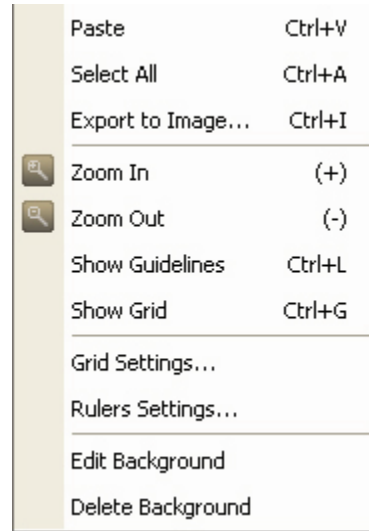 Paste Ctrl+V
Select All Ctrl+A
Export to Image... Ctrl+I
Zoom In (+)
Zoom Out (-)
Show Guidelines Ctrl+L
Show Grid Ctrl+G
Grid Settings...
Rulers Settings...
Edit Background
Delete Background